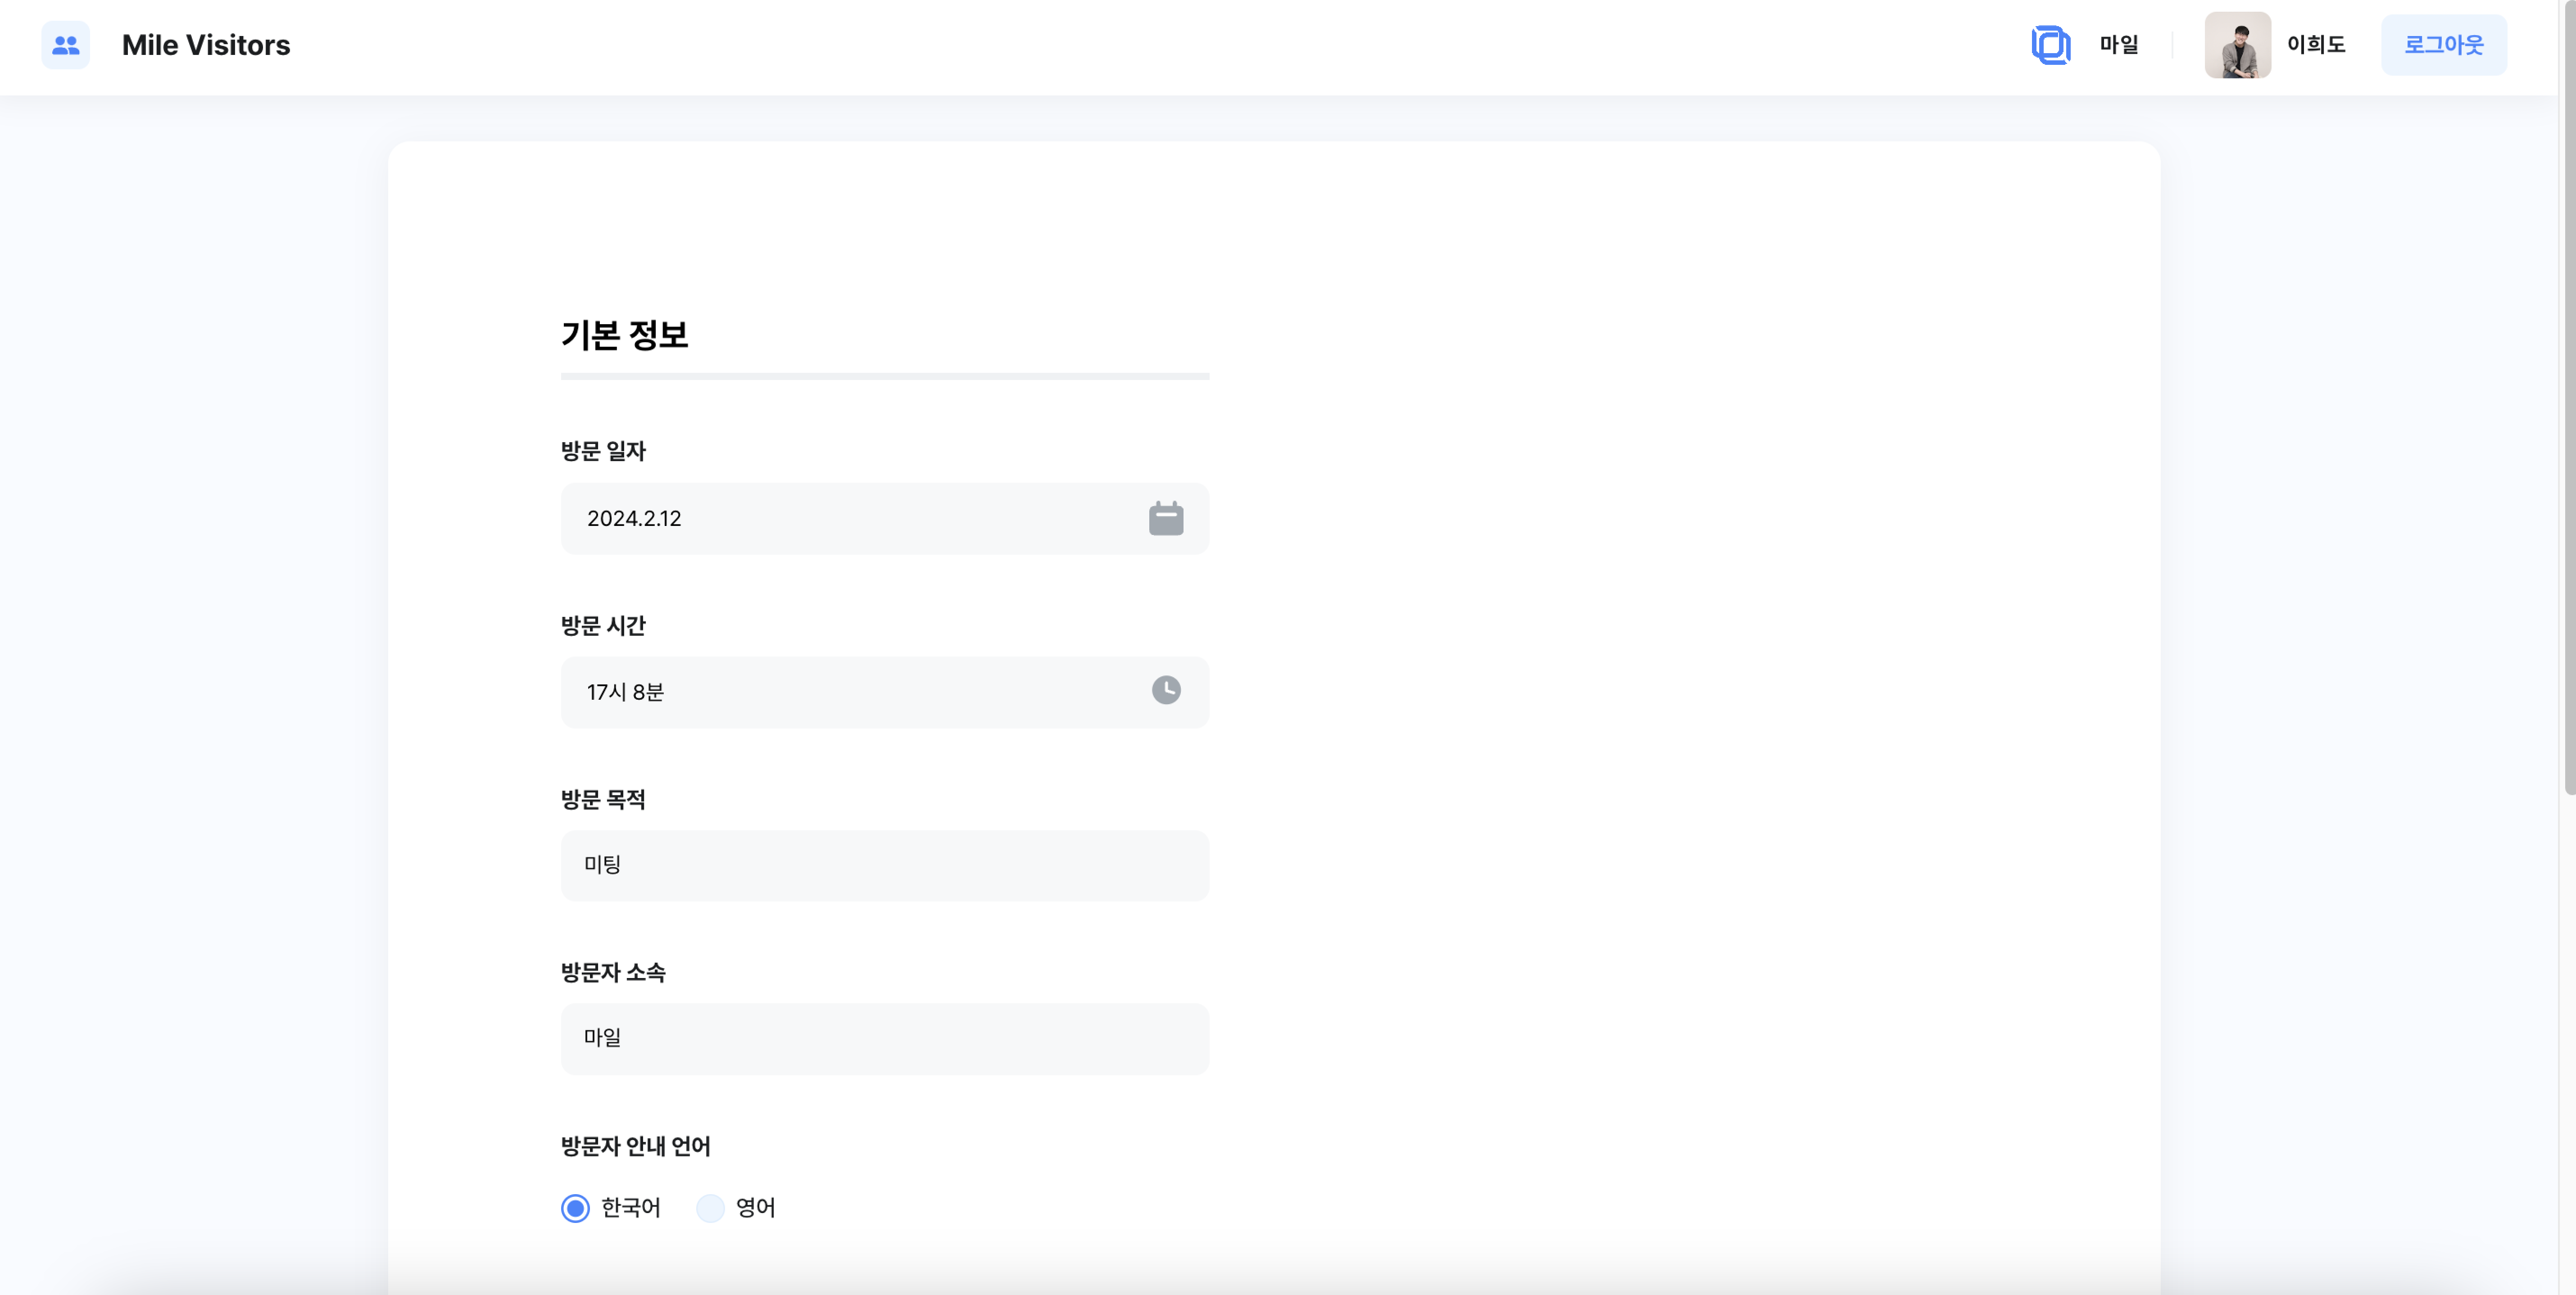 Mile Visitors
마일
이희도
로그아웃
기본 정보
방문 일자
2024.2.12
방문 시간
17시 8분
방문 목적
미팅
방문자 소속
마일
방문자 안내 언어
한국어 영어